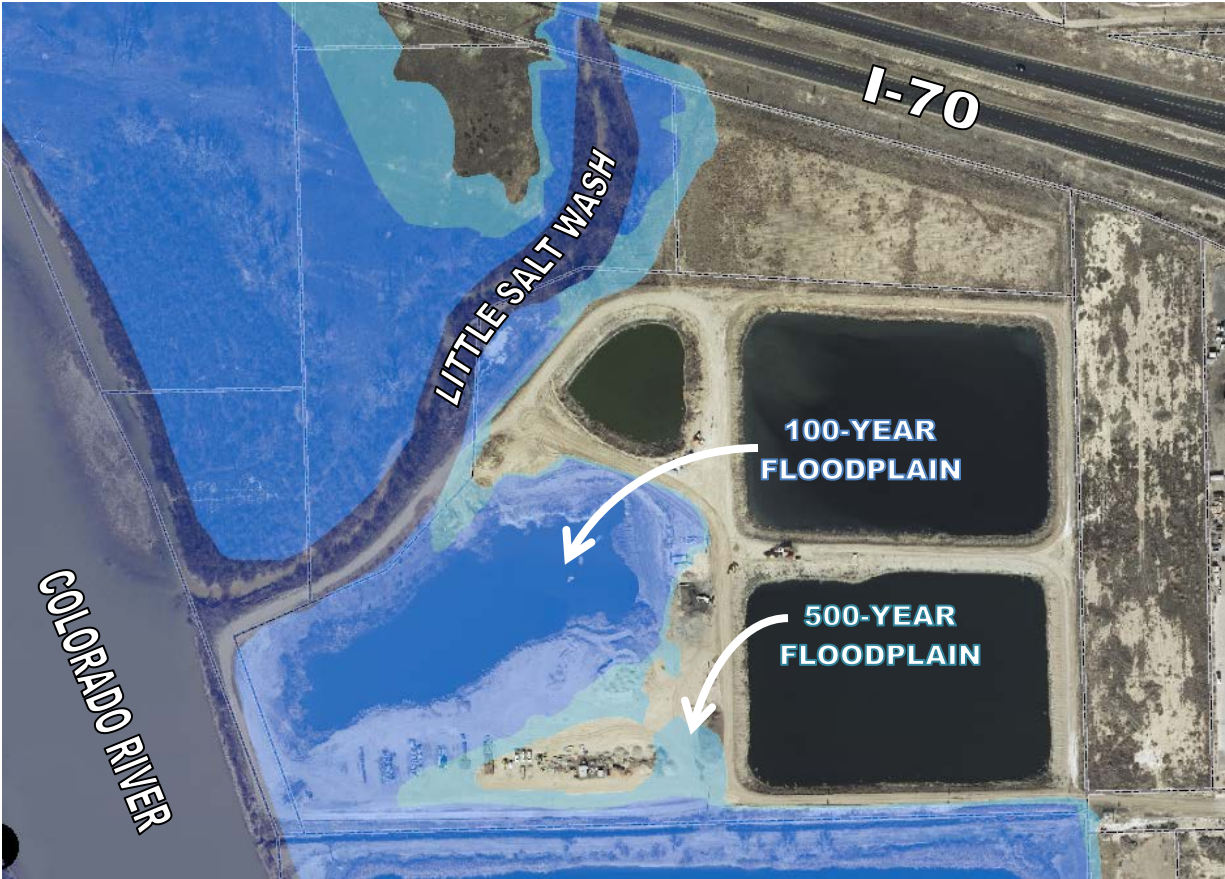 I-70
LITTLE SALT WASH
100-YEAR
FLOODPLAIN
500-YEAR
FLOODPLAIN
COLORADO RIVER